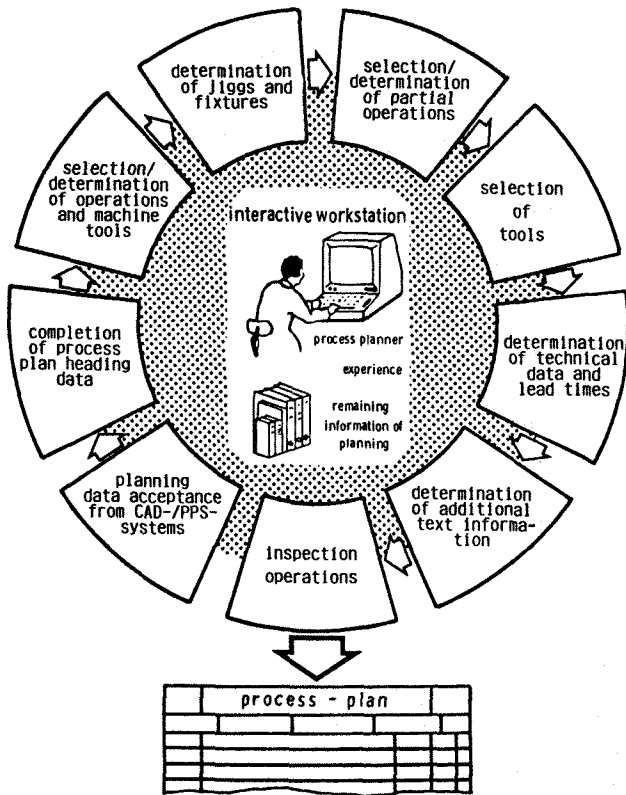 determination
of jiggs and
fixtures
selection/
determination
of partial
operations
selection/
determination
of operations
and machine
tools
selection
of
tools
interactive workstation
process planner
experience
remaining
information of
planning
completion
of process
plan heading
data
determination
of technical
data and
lead times
planning
data acceptance
from CAD-/PPS-
systems
determination
of additional
text informa-
tion
inspection
operations
process - plan